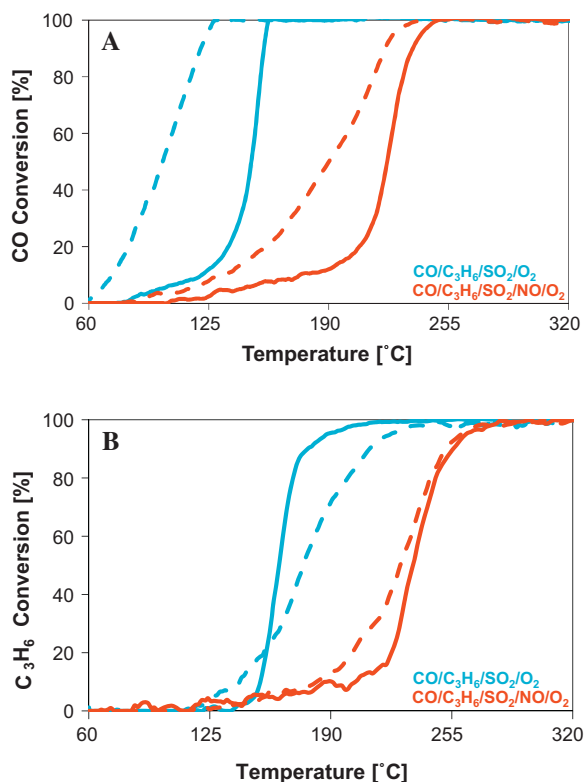 A
CO Conversion [%]
100
80
60
40
20
0
CO/C3H6/SO2/O2
CO/C3H6/SO2/NO/O2
60 125 190 255 320
Temperature [˚C]
B
C3H6 Conversion [%]
100
80
60
40
20
0
CO/C3H6/SO2/O2
CO/C3H6/SO2/NO/O2
60 125 190 255 320
Temperature [˚C]